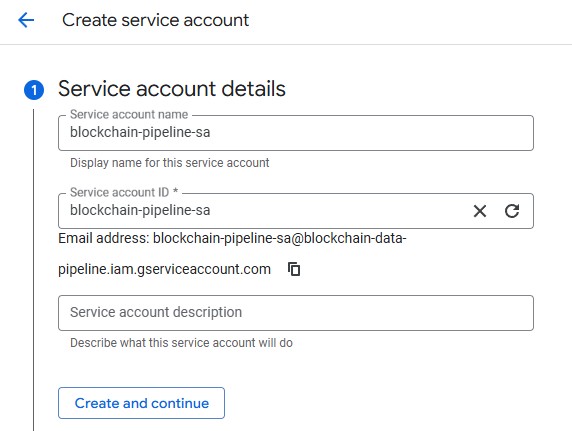 Create service account
1 Service account details
Service account name
blockchain-pipeline-sa
Display name for this service account
Service account ID *
blockchain-pipeline-sa
Email address: blockchain-pipeline-sa@blockchain-data-
pipeline.iam.gserviceaccount.com
Service account description
Describe what this service account will do
Create and continue